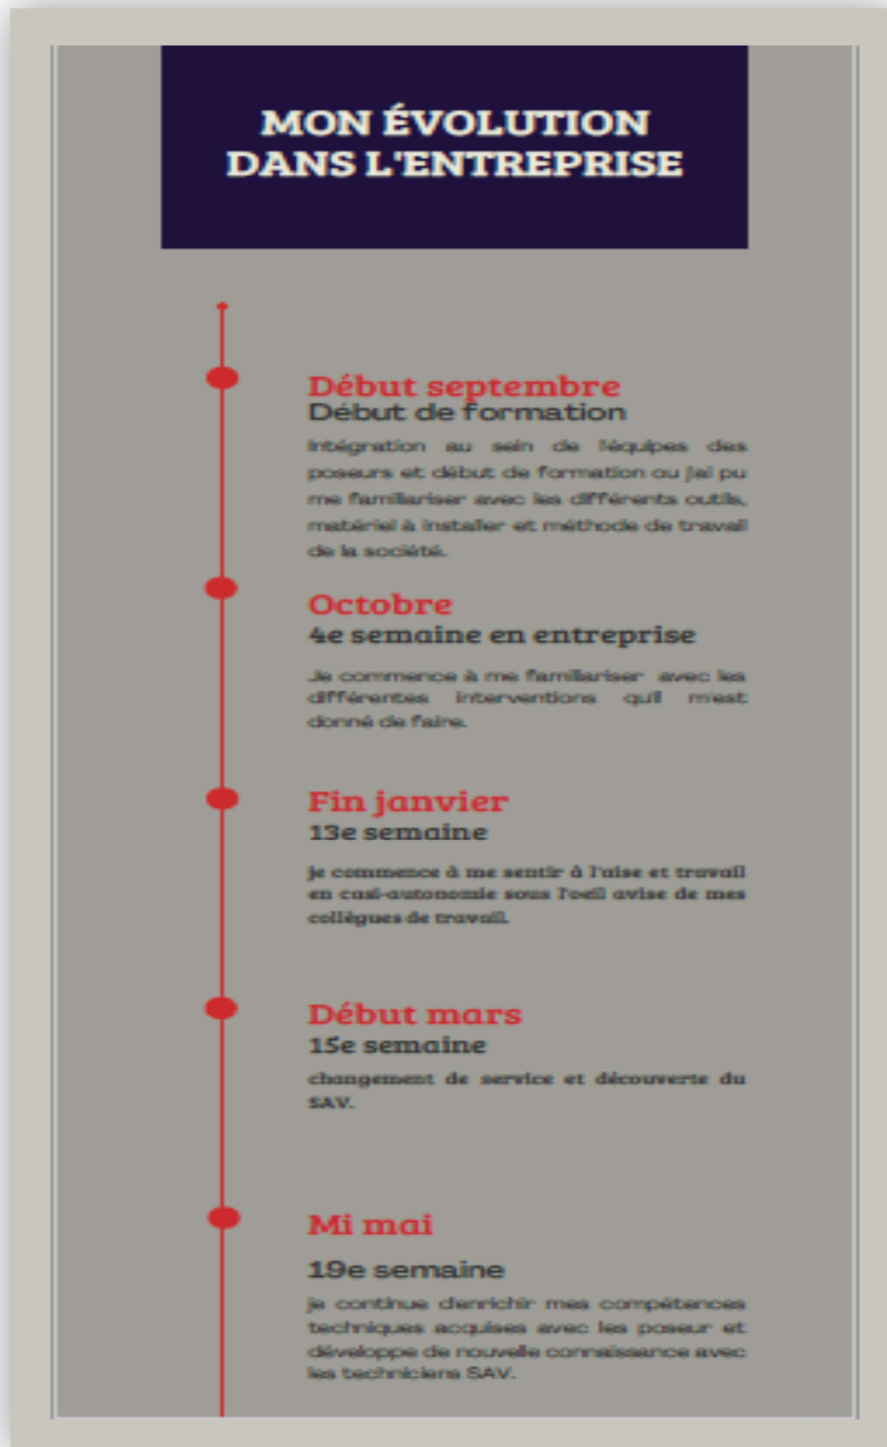 MON ÉVOLUTION
DANS L'ENTREPRISE
Début septembre
Début de formation
Intégration au sein de l'équipes des
poseurs et début de formation ou j'ai pu
me familiariser avec les différents outils,
matériel à installer et méthode de travail
de la société.
Octobre
4e semaine en entreprise
Je commence à me familiariser avec les
différentes interventions qu'il m'est
donné de faire.
Fin janvier
13e semaine
je commence à me sentir à l'aise et travail
en casi-autonomie sous l'oeil avise de mes
collègues de travail.
Début mars
15e semaine
changement de service et découverte du
SAV.
Mi mai
19e semaine
je continue d'enrichir mes compétences
techniques acquises avec les poseur et
développe de nouvelle connaissance avec
les techniciens SAV.